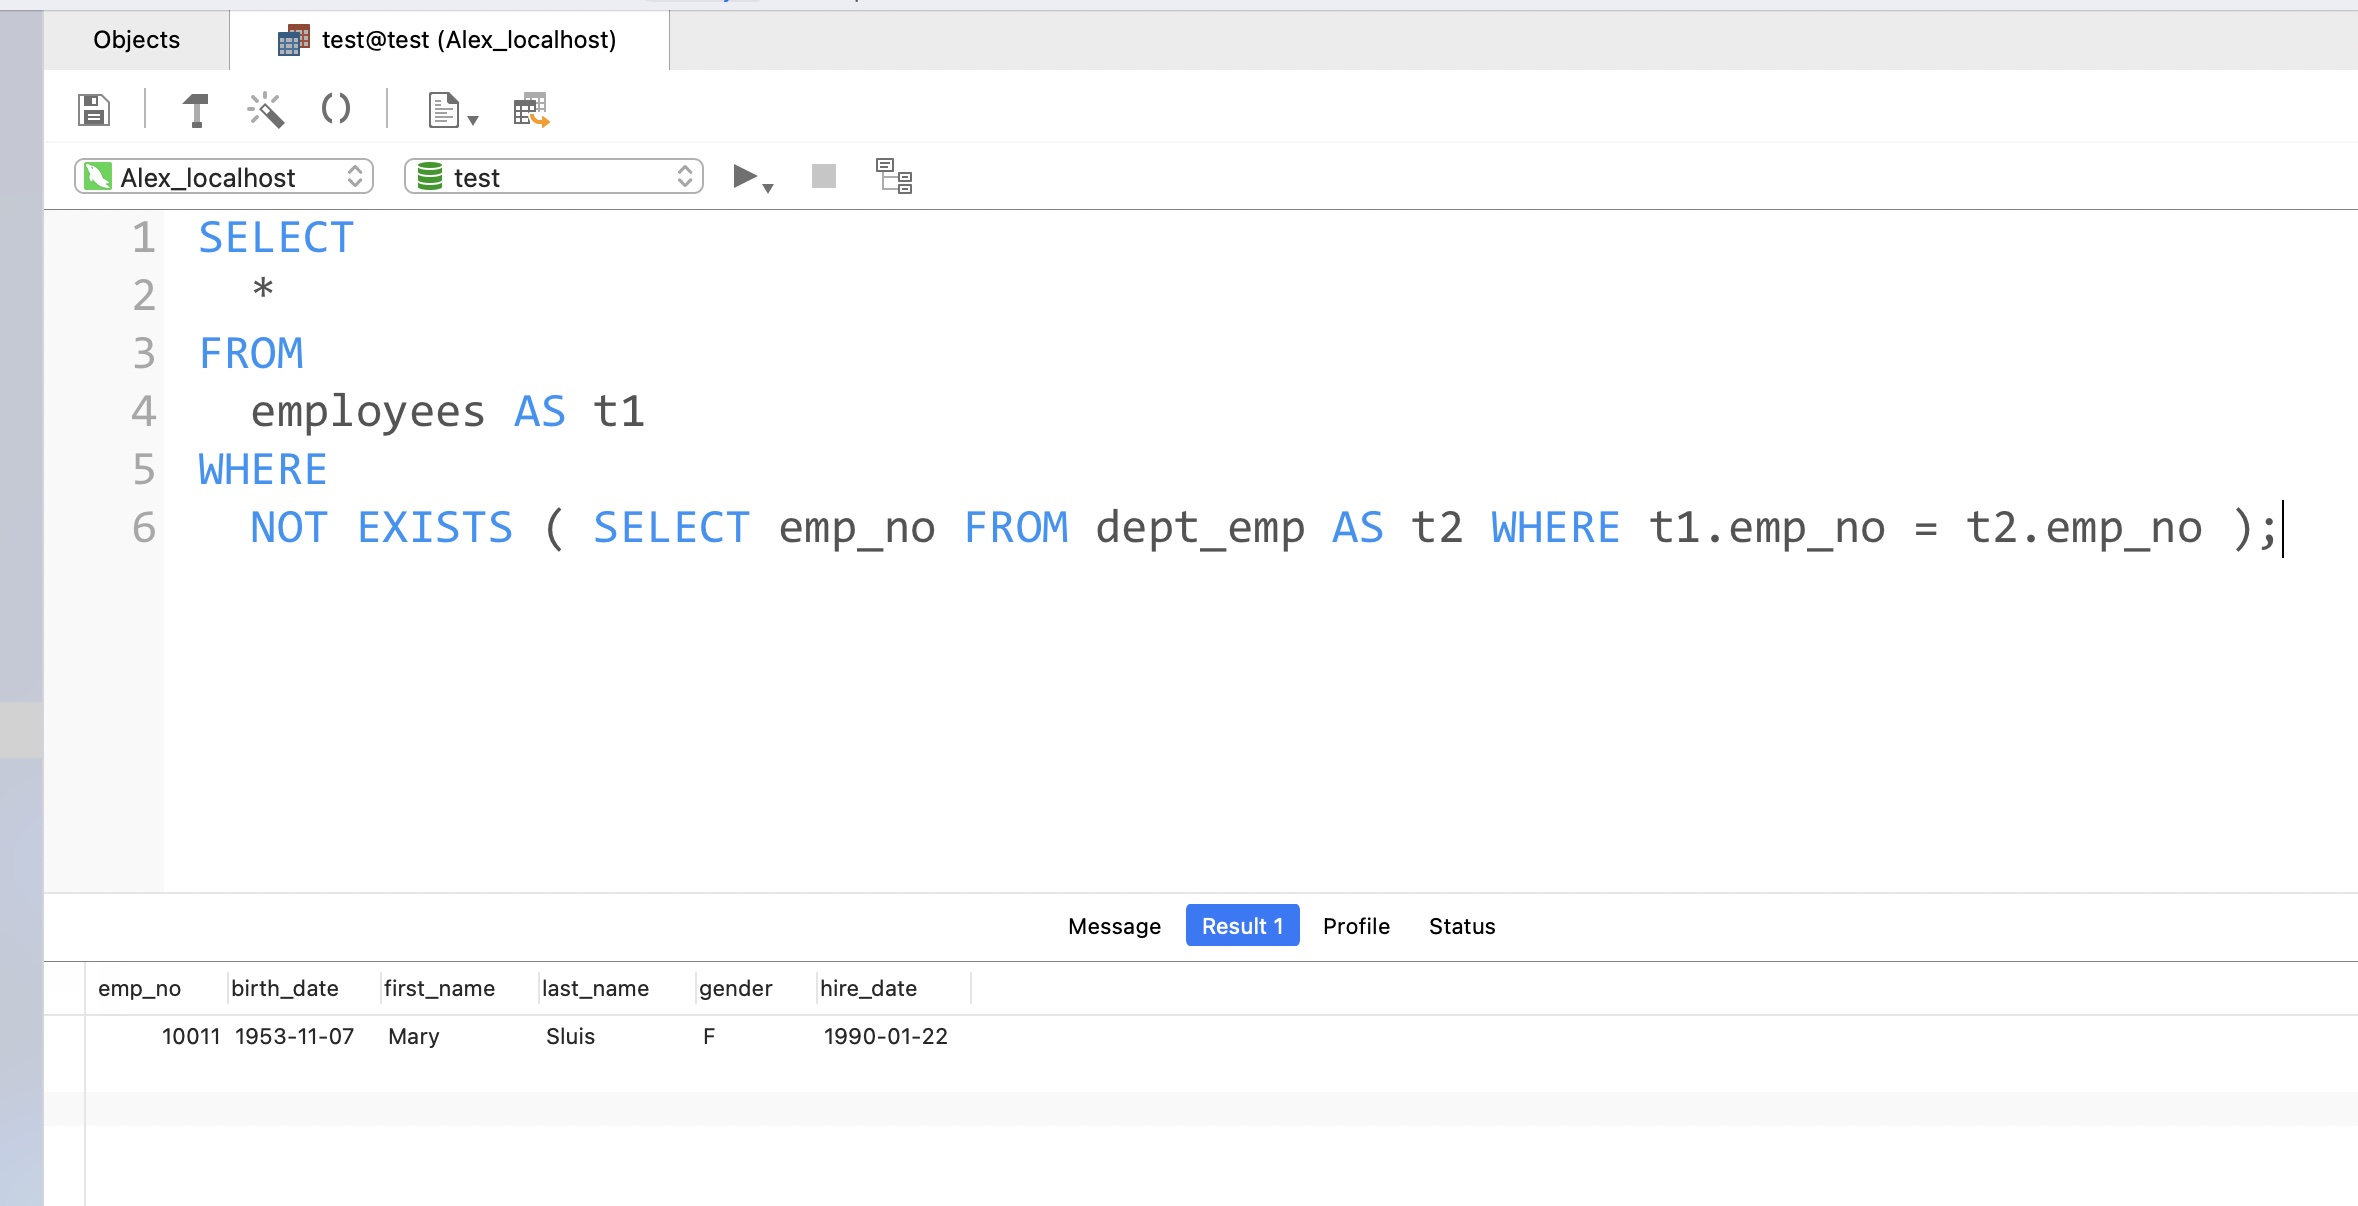 Objects
test@test (Alex_localhost)
Alex_localhost
test
1 SELECT
2 *
3 FROM
4 employees AS t1
5 WHERE
6 NOT EXISTS ( SELECT emp_no FROM dept_emp AS t2 WHERE t1.emp_no = t2.emp_no );
Message Result 1 Profile Status
emp_no birth_date first_name last_name gender hire_date
10011 1953-11-07 Mary Sluis F 1990-01-22